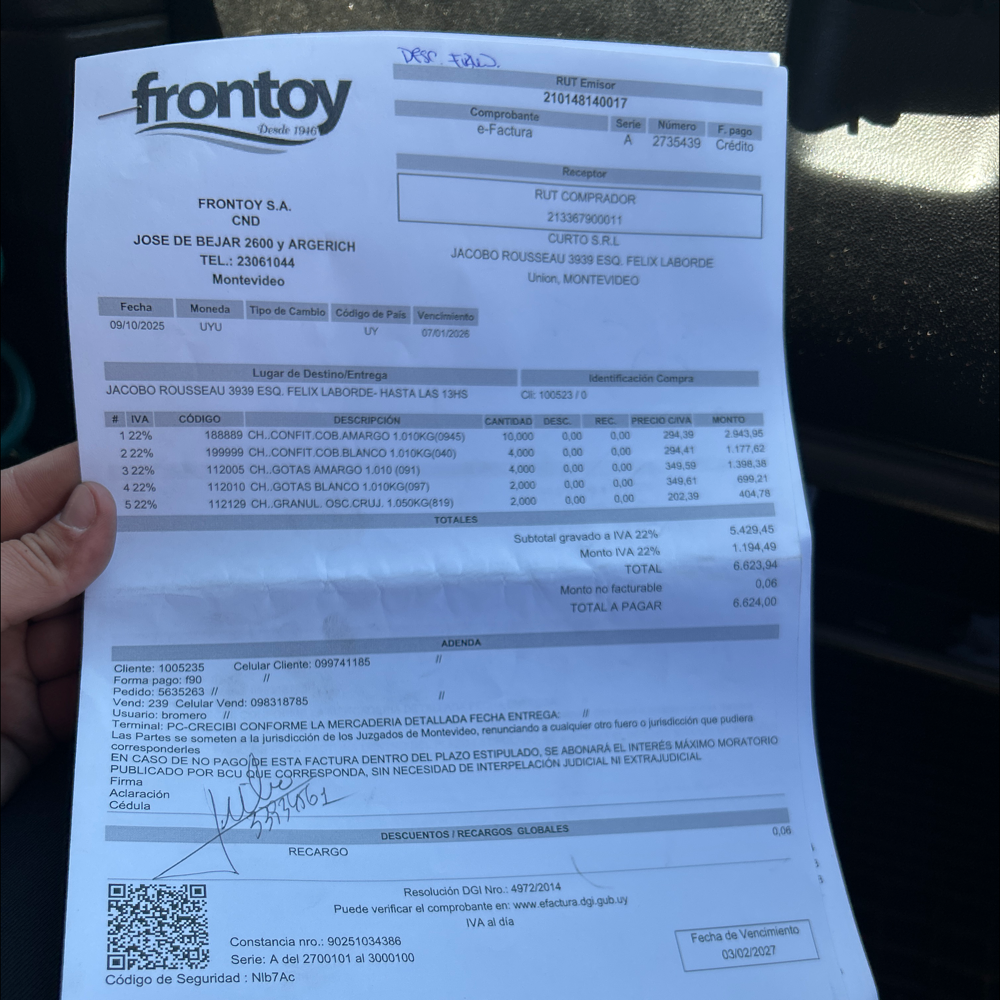 DESC. FINAN.
frontoy
Desde 1946
RUT Emisor
210148140017
Comprobante Serie Número F. pago
e-Factura A 2735439 Crédito
Receptor
RUT COMPRADOR
213367900011
CURTO S.R.L
JACOBO ROUSSEAU 3939 ESQ. FELIX LABORDE
Union, MONTEVIDEO
FRONTOY S.A.
CND
JOSE DE BEJAR 2600 y ARGERICH
TEL.: 23061044
Montevideo
Fecha Moneda Tipo de Cambio Código de País Vencimiento
09/10/2025 UYU UY 07/01/2026
Lugar de Destino/Entrega Identificación Compra
JACOBO ROUSSEAU 3939 ESQ. FELIX LABORDE- HASTA LAS 13HS Cli: 100523 / 0
# IVA CÓDIGO DESCRIPCIÓN CANTIDAD DESC. REC. PRECIO C/IVA MONTO
1 22% 188889 CH..CONFIT.COB.AMARGO 1.010KG(0945) 10,000 0,00 0,00 294,39 2.943,95
2 22% 199999 CH..CONFIT.COB.BLANCO 1.010KG(040) 4,000 0,00 0,00 294,41 1.177,62
3 22% 112005 CH..GOTAS AMARGO 1.010 (091) 4,000 0,00 0,00 349,59 1.398,38
4 22% 112010 CH..GOTAS BLANCO 1.010KG(097) 2,000 0,00 0,00 349,61 699,21
5 22% 112129 CH..GRANUL. OSC.CRUJ. 1.050KG(819) 2,000 0,00 0,00 202,39 404,78
TOTALES
Subtotal gravado a IVA 22% 5.429,45
Monto IVA 22% 1.194,49
TOTAL 6.623,94
Monto no facturable 0,06
TOTAL A PAGAR 6.624,00
ADENDA
Cliente: 1005235 Celular Cliente: 099741185 //
Forma pago: f90 //
Pedido: 5635263 // //
Vend: 239 Celular Vend: 098318785
Usuario: bromero //
Terminal: PC-CRECIBI CONFORME LA MERCADERIA DETALLADA FECHA ENTREGA: //
Las Partes se someten a la jurisdicción de los Juzgados de Montevideo, renunciando a cualquier otro fuero o jurisdicción que pudiera
corresponderles
EN CASO DE NO PAGO DE ESTA FACTURA DENTRO DEL PLAZO ESTIPULADO, SE ABONARÁ EL INTERÉS MÁXIMO MORATORIO
PUBLICADO POR BCU QUE CORRESPONDA, SIN NECESIDAD DE INTERPELACIÓN JUDICIAL NI EXTRAJUDICIAL
Firma
Aclaración
Cédula
DESCUENTOS / RECARGOS GLOBALES
RECARGO 0,06
Resolución DGI Nro.: 4972/2014
Puede verificar el comprobante en: www.efactura.dgi.gub.uy
IVA al día
Constancia nro.: 90251034386
Serie: A del 2700101 al 3000100
Código de Seguridad : NIb7Ac
Fecha de Vencimiento
03/02/2027